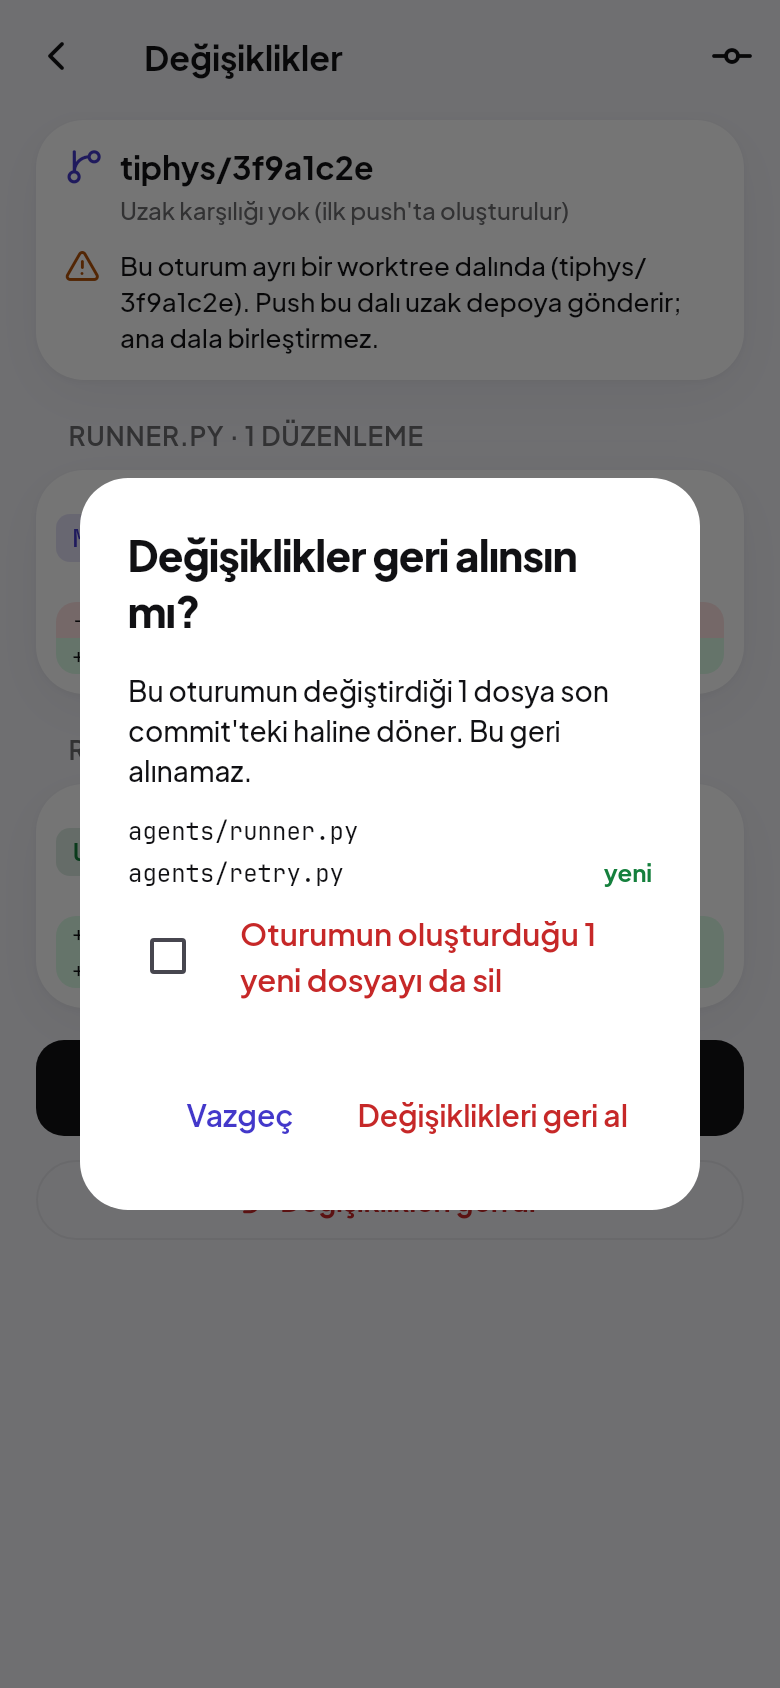 Değişiklikler
tiphys/3f9a1c2e
Uzak karşılığı yok (ilk push'ta oluşturulur)
Bu oturum ayrı bir worktree dalında (tiphys/
3f9a1c2e). Push bu dalı uzak depoya gönderir;
ana dala birleştirmez.
RUNNER.PY · 1 DÜZENLEME
Değişiklikler geri alınsın
mı?
Bu oturumun değiştirdiği 1 dosya son
commit'teki haline döner. Bu geri
alınamaz.
agents/runner.py
agents/retry.py yeni
Oturumun oluşturduğu 1
yeni dosyayı da sil
Vazgeç Değişiklikleri geri al